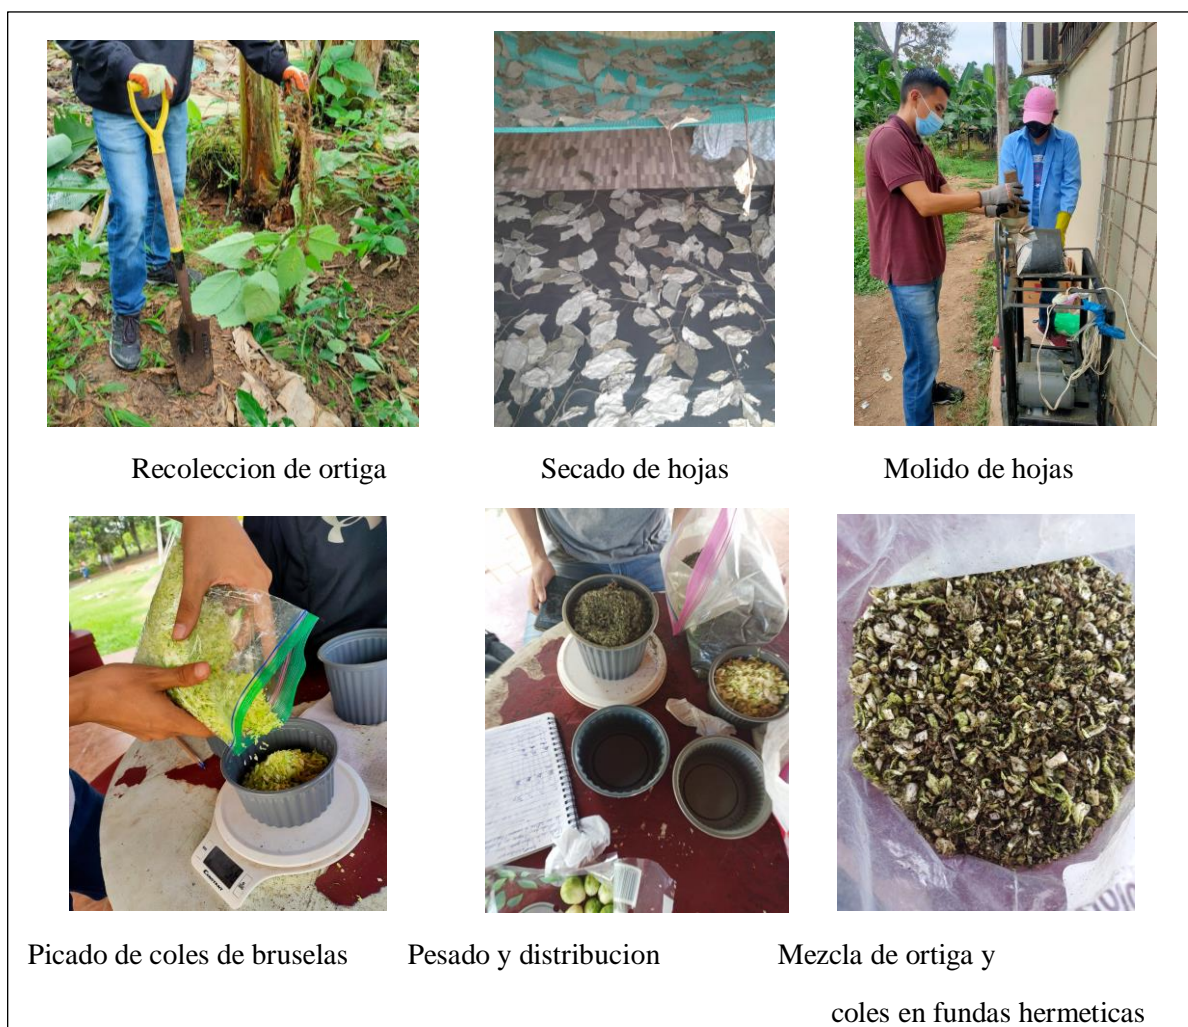 Recoleccion de ortiga
Secado de hojas
Molido de hojas
Picado de coles de bruselas
Pesado y distribucion
Mezcla de ortiga y
coles en fundas hermeticas